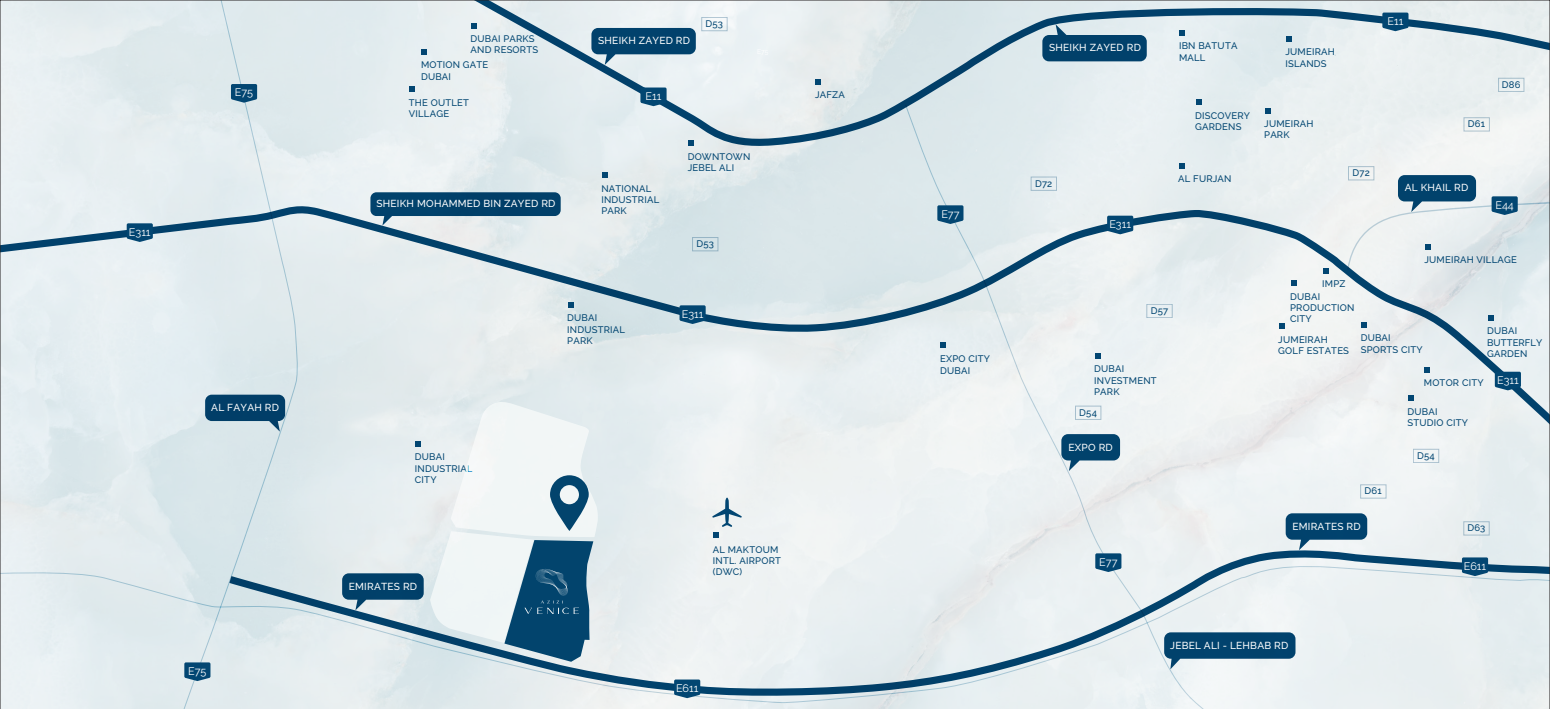 DUBAI PARKS
AND RESORTS
MOTION GATE
DUBAI
THE OUTLET
VILLAGE
E75
SHEIKH ZAYED RD
D53
E11
JAFZA
DOWNTOWN
JEBEL ALI
NATIONAL
INDUSTRIAL
PARK
SHEIKH ZAYED RD
IBN BATUTA
MALL
JUMEIRAH
ISLANDS
E11
D86
D61
DISCOVERY
GARDENS
JUMEIRAH
PARK
AL FURJAN
D72
D72
AL KHAIL RD
E44
SHEIKH MOHAMMED BIN ZAYED RD
E311
D53
E77
E311
JUMEIRAH VILLAGE
IMPZ
DUBAI
PRODUCTION
CITY
JUMEIRAH
GOLF ESTATES
DUBAI
SPORTS CITY
DUBAI
BUTTERFLY
GARDEN
DUBAI
INDUSTRIAL
PARK
E311
D57
EXPO CITY
DUBAI
DUBAI
INVESTMENT
PARK
MOTOR CITY
E311
DUBAI
STUDIO CITY
AL FAYAH RD
D54
EXPO RD
D54
DUBAI
INDUSTRIAL
CITY
D61
EMIRATES RD
D63
AL MAKTOUM
INTL. AIRPORT
(DWC)
E77
E611
EMIRATES RD
AZIZI
VENICE
JEBEL ALI - LEHBAB RD
E75
E611